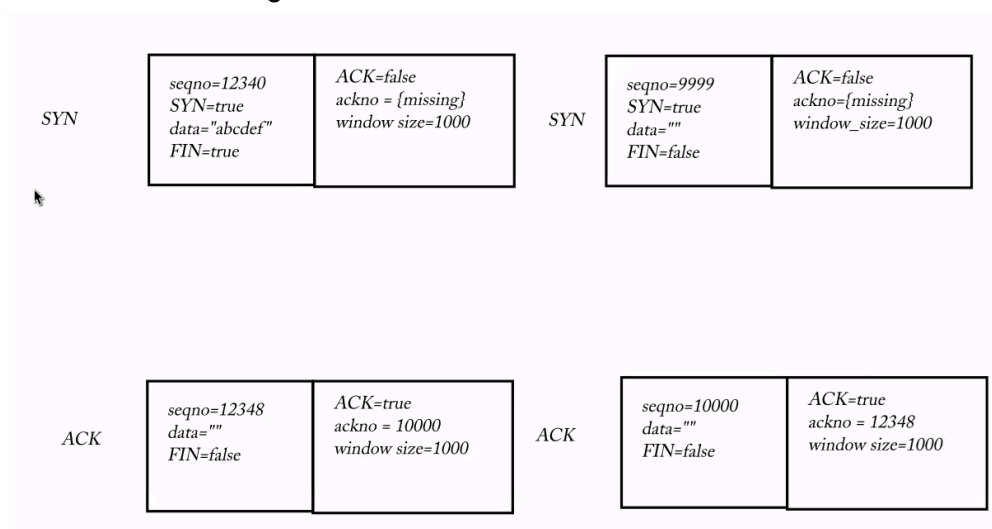 SYN
seqno=12340
SYN=true
data="abcdef"
FIN=true
ACK=false
ackno = {missing}
window size=1000
SYN
seqno=9999
SYN=true
data=""
FIN=false
ACK=false
ackno={missing}
window_size=1000
ACK
seqno=12348
data=""
FIN=false
ACK=true
ackno = 10000
window size=1000
ACK
seqno=10000
data=""
FIN=false
ACK=true
ackno = 12348
window size=1000